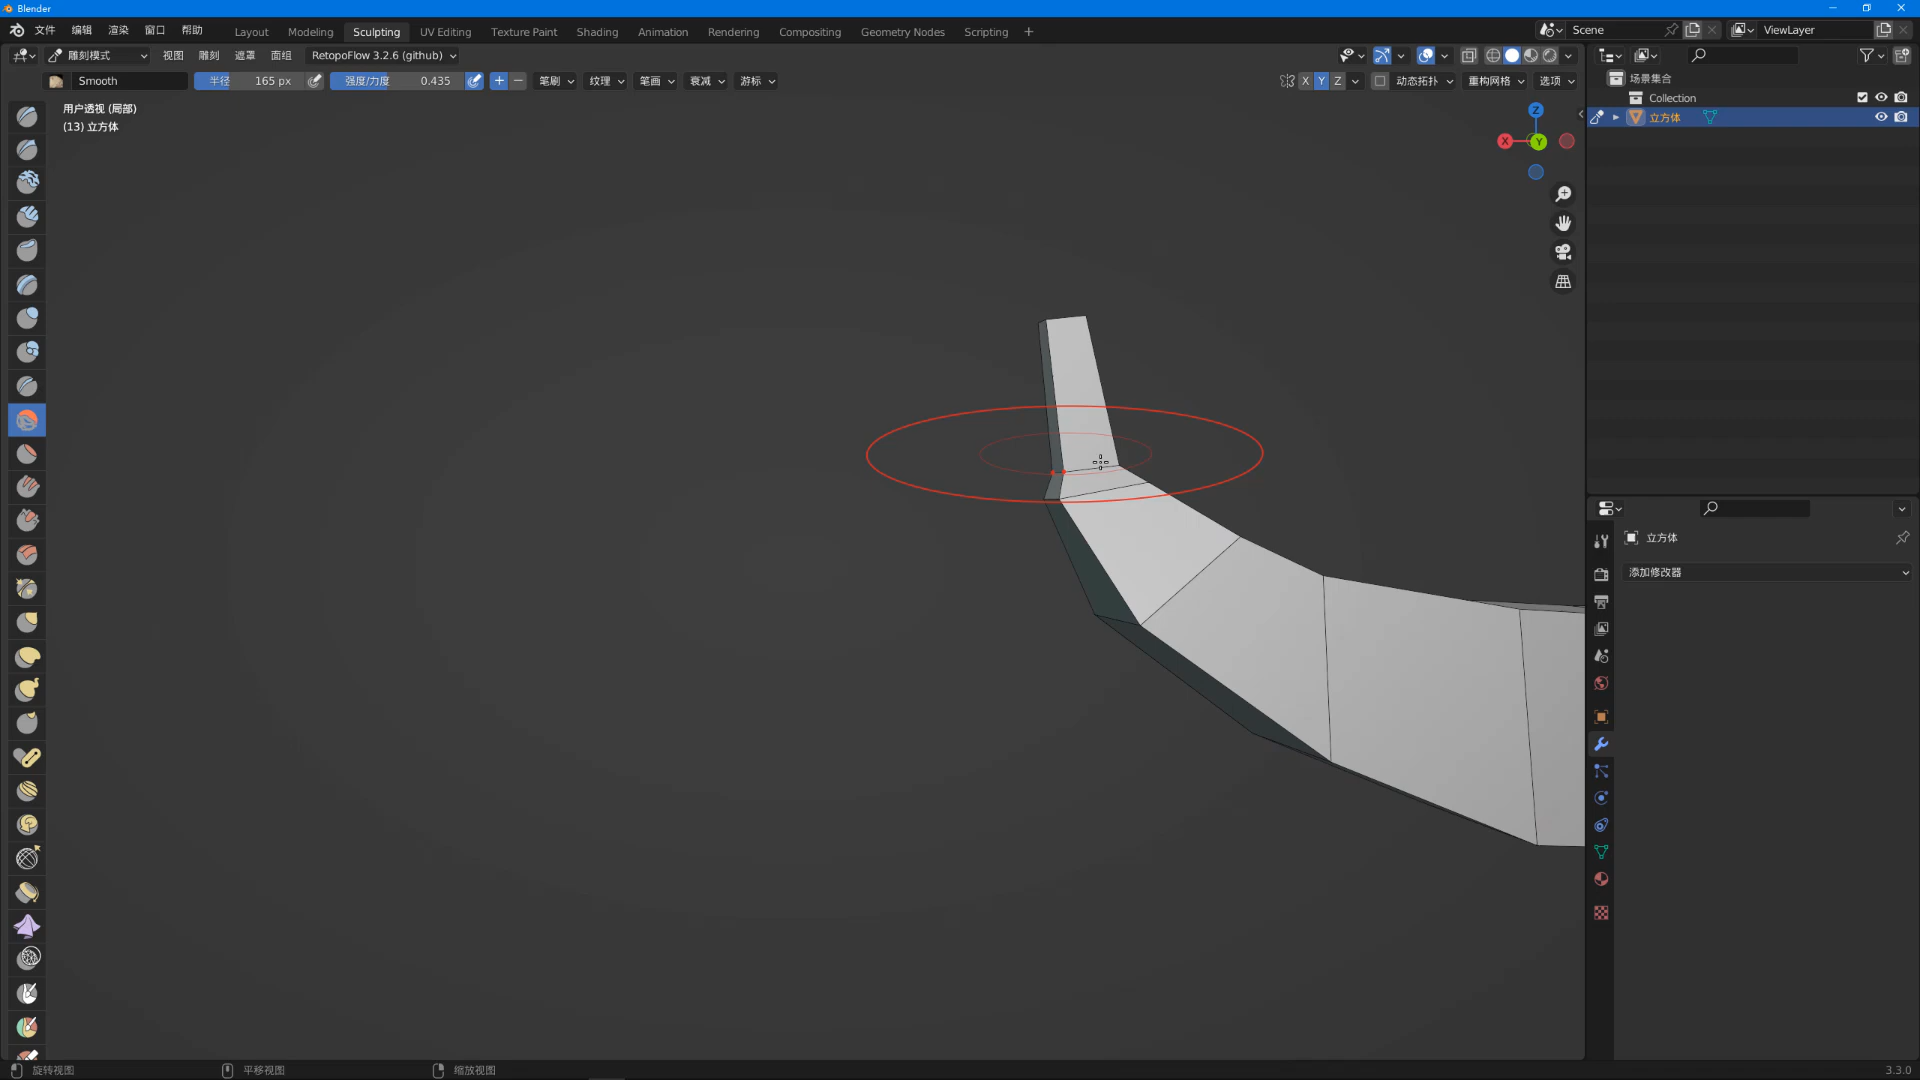 Blender
文件 编辑 渲染 窗口 帮助 Layout Modeling Sculpting UV Editing Texture Paint Shading Animation Rendering Compositing Geometry Nodes Scripting + Scene ViewLayer
雕刻模式 视图 雕刻 遮罩 面组 RetopoFlow 3.2.6 (github)
Smooth 半径 165 px 强度/力度 0.435 笔刷 纹理 笔画 衰减 游标 X Y Z 动态拓扑 重构网格 选项
场景集合
Collection
立方体
用户透视 (局部)
(13) 立方体
Z
X Y
立方体
添加修改器
旋转视图 平移视图 缩放视图 3.3.0